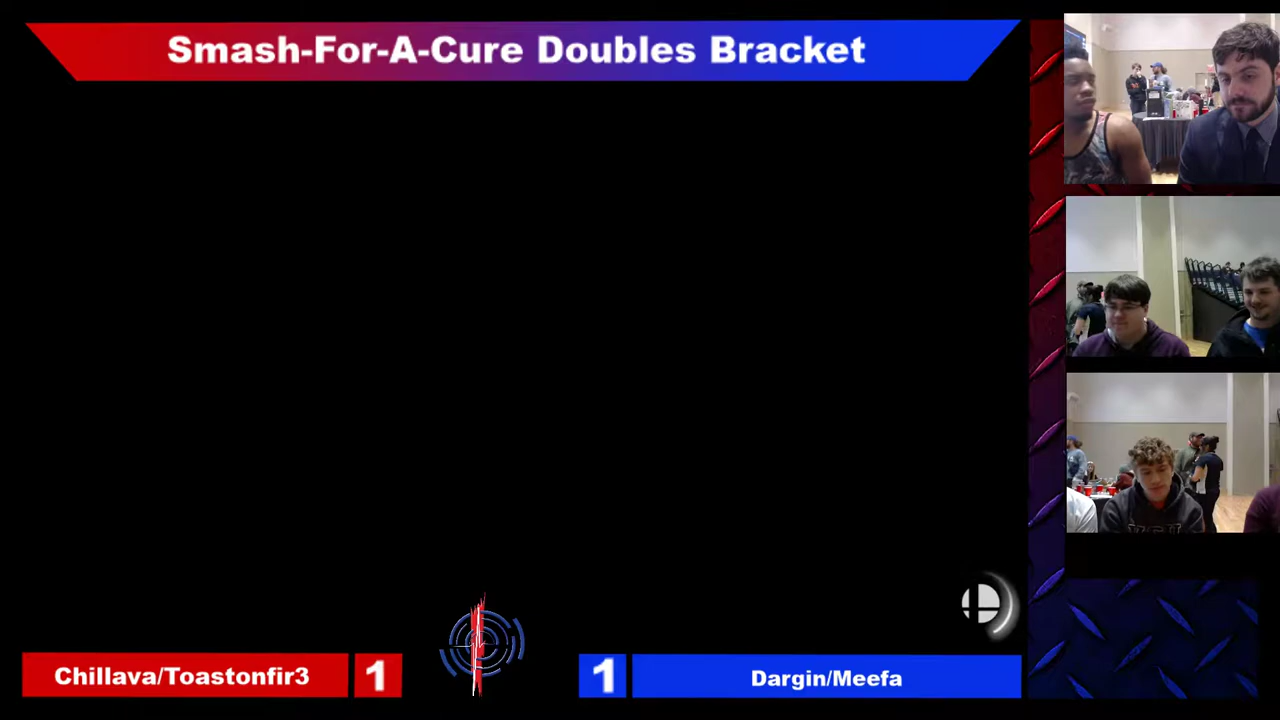 Smash-For-A-Cure Doubles Bracket
Chillava/Toastonfir3
1
1
Dargin/Meefa